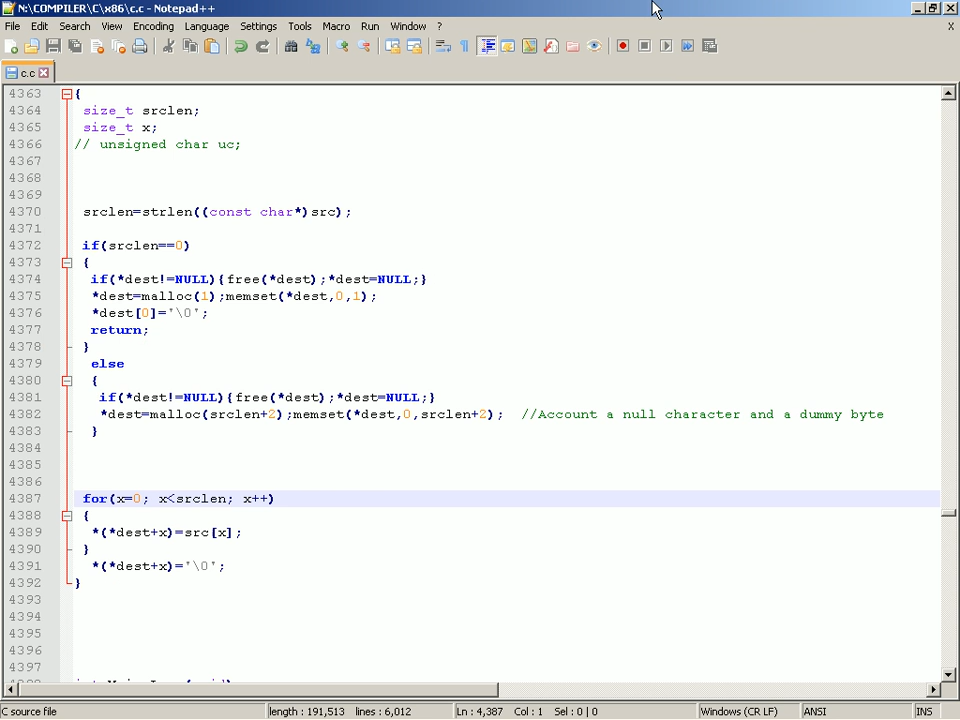 N:\COMPILER\C\x86\c.c - Notepad++
File Edit Search View Encoding Language Settings Tools Macro Run Window ? X
c.c
4363 {
4364 size_t srclen;
4365 size_t x;
4366 // unsigned char uc;
4367
4368
4369
4370 srclen=strlen((const char*)src);
4371
4372 if(srclen==0)
4373 {
4374 if(*dest!=NULL){free(*dest);*dest=NULL;}
4375 *dest=malloc(1);memset(*dest,0,1);
4376 *dest[0]='\0';
4377 return;
4378 }
4379 else
4380 {
4381 if(*dest!=NULL){free(*dest);*dest=NULL;}
4382 *dest=malloc(srclen+2);memset(*dest,0,srclen+2); //Account a null character and a dummy byte
4383 }
4384
4385
4386
4387 for(x=0; x<srclen; x++)
4388 {
4389 *(*dest+x)=src[x];
4390 }
4391 *(*dest+x)='\0';
4392 }
4393
4394
4395
4396
4397
C source file length : 191,513 lines : 6,012 Ln : 4,387 Col : 1 Sel : 0 | 0 Windows (CR LF) ANSI INS